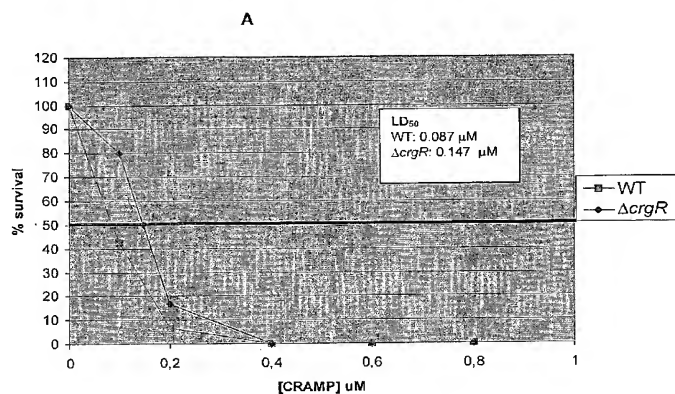 A
120
110
100
90
80
70
60
50
40
30
20
10
0
% survival
0
0,2
0,4
0,6
0,8
1
[CRAMP] uM
LD₅₀
WT: 0.087 µM
ΔcrgR: 0.147 µM
WT
ΔcrgR